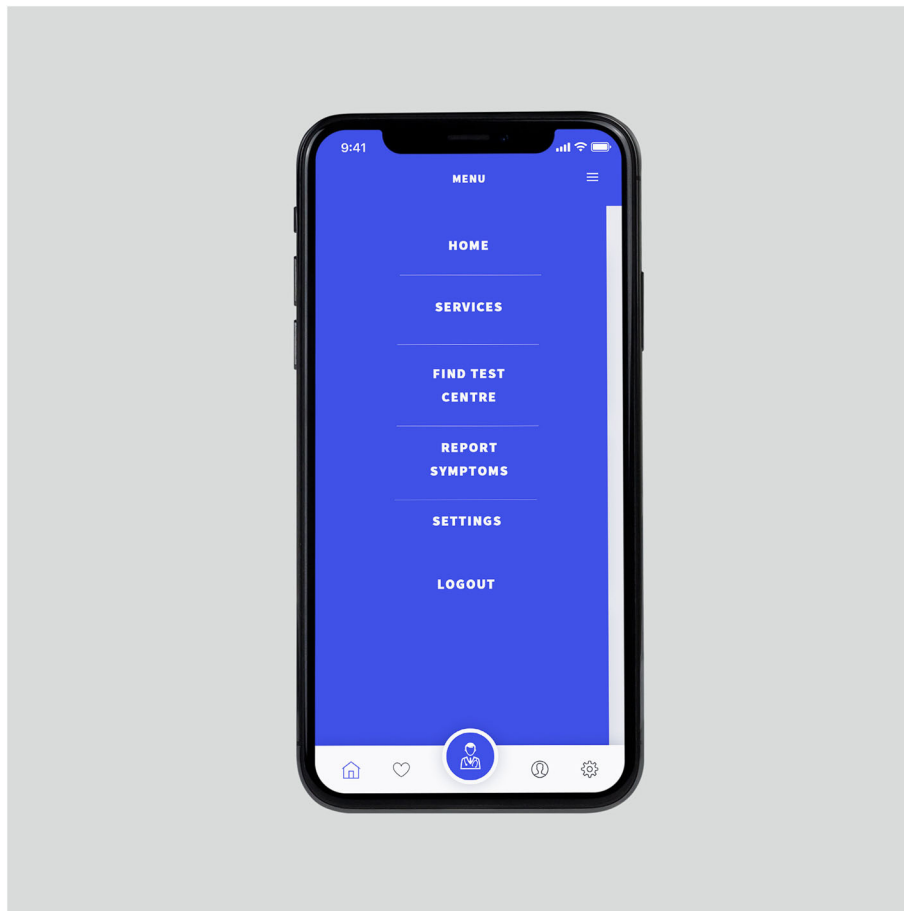 9:41
MENU
HOME
SERVICES
FIND TEST
CENTRE
REPORT
SYMPTOMS
SETTINGS
LOGOUT